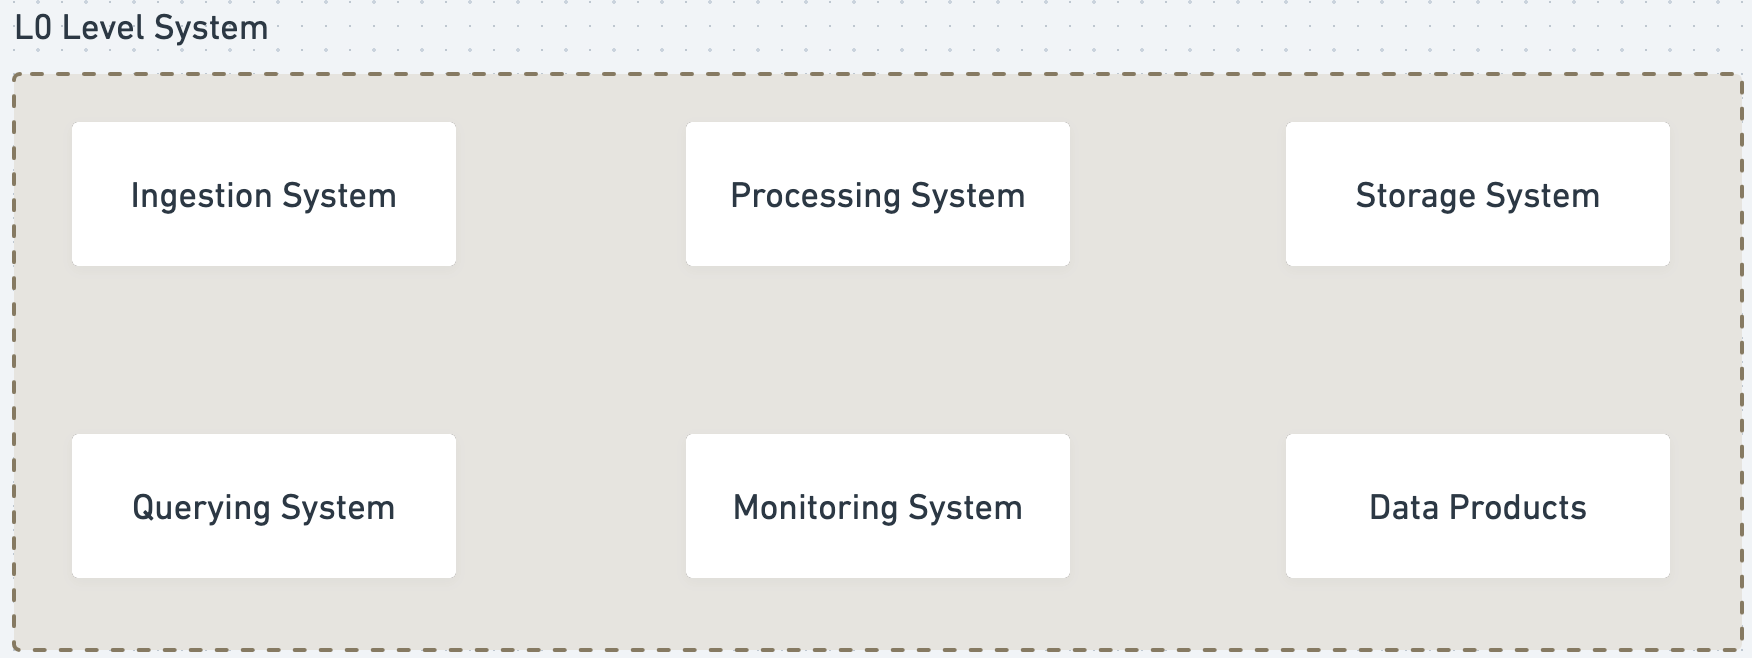 L0 Level System
Ingestion System
Processing System
Storage System
Querying System
Monitoring System
Data Products